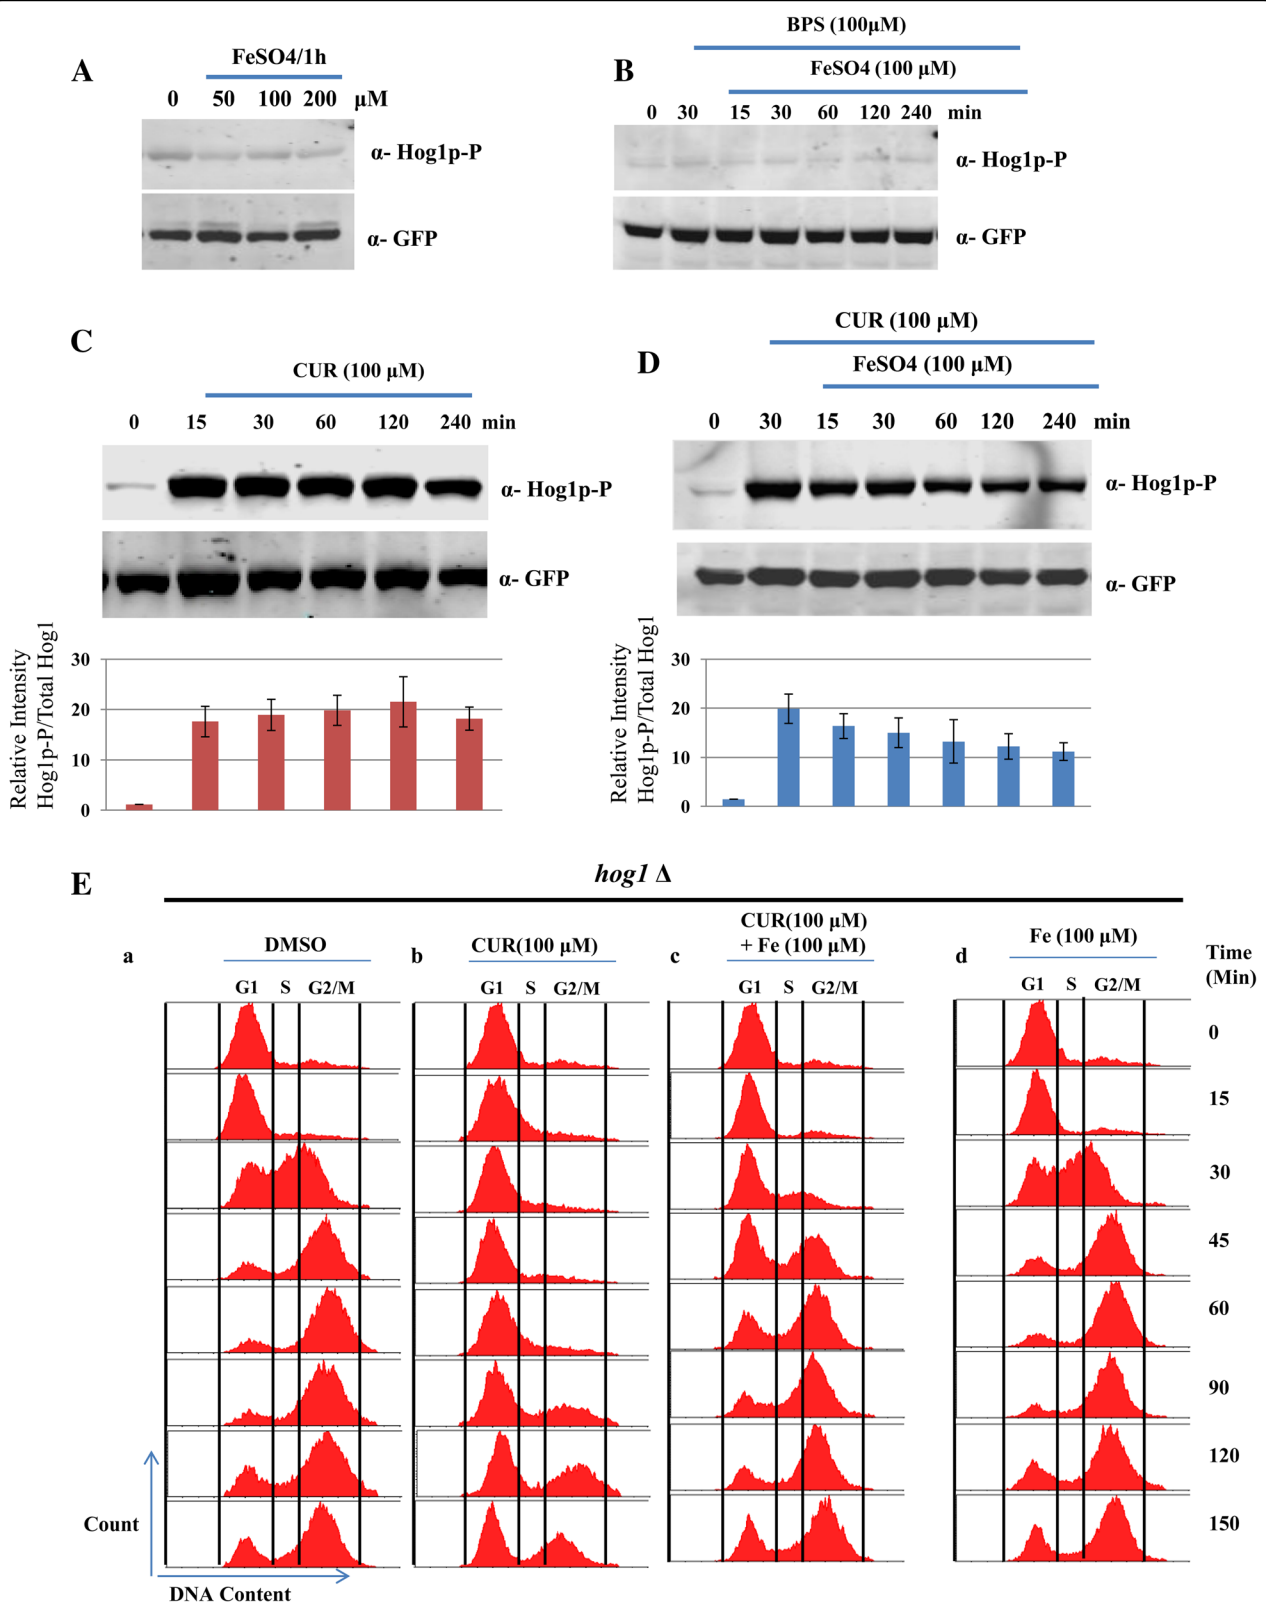 A
FeSO4/1h
0 50 100 200 μM
α- Hog1p-P
α- GFP
B
BPS (100μM)
FeSO4 (100 μM)
0 30 15 30 60 120 240 min
α- Hog1p-P
α- GFP
C
CUR (100 μM)
0 15 30 60 120 240 min
α- Hog1p-P
α- GFP
Relative Intensity
Hog1p-P/Total Hog1
30
20
10
0
D
CUR (100 μM)
FeSO4 (100 μM)
0 30 15 30 60 120 240 min
α- Hog1p-P
α- GFP
Relative Intensity
Hog1p-P/Total Hog1
30
20
10
0
E
hog1 Δ
a
DMSO
G1 S G2/M
b
CUR(100 μM)
G1 S G2/M
c
CUR(100 μM)
+ Fe (100 μM)
G1 S G2/M
d
Fe (100 μM)
G1 S G2/M
Time
(Min)
0
15
30
45
60
90
120
150
Count
DNA Content